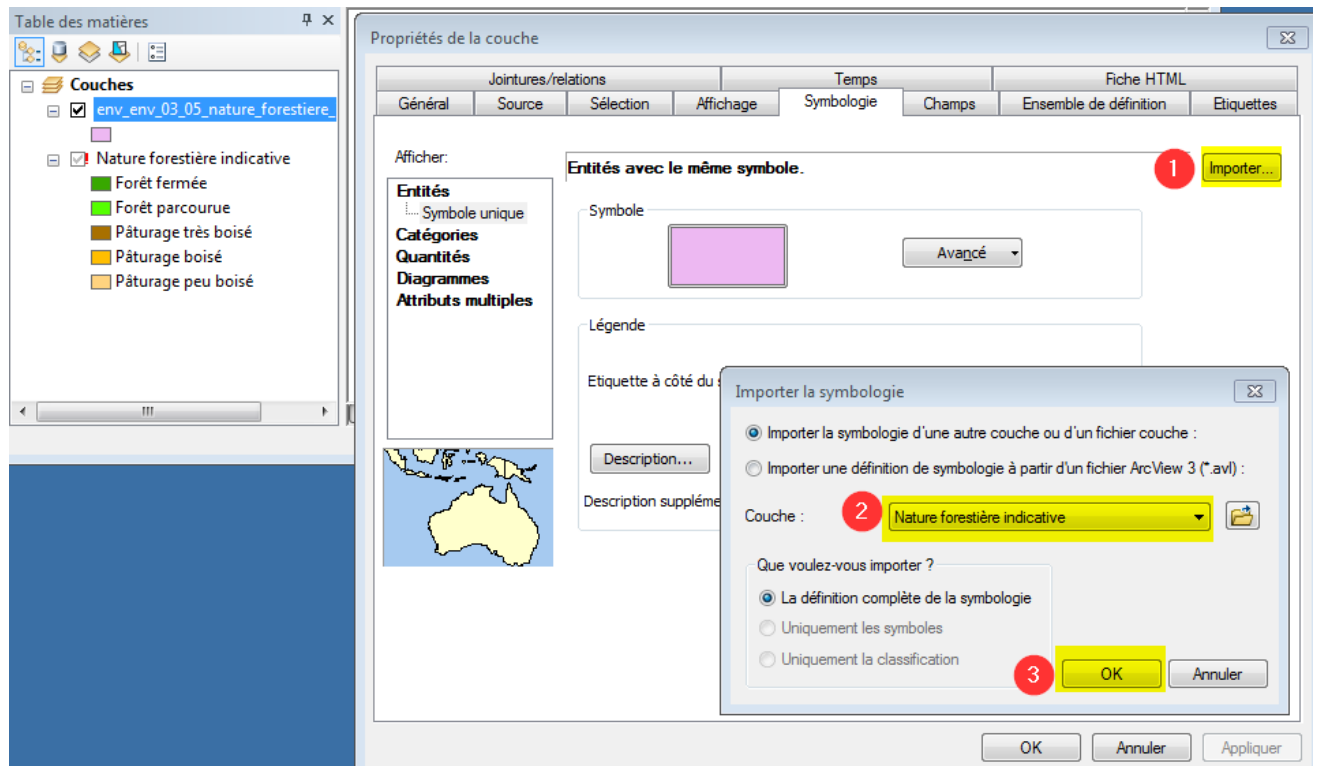 Table des matières
Couches
env_env_03_05_nature_forestiere_
Nature forestière indicative
Forêt fermée
Forêt parcourue
Pâturage très boisé
Pâturage boisé
Pâturage peu boisé
Propriétés de la couche
Jointures/relations Temps Fiche HTML
Général Source Sélection Affichage Symbologie Champs Ensemble de définition Etiquettes
Afficher:
Entités
Symbole unique
Catégories
Quantités
Diagrammes
Attributs multiples
Entités avec le même symbole.
1
Importer...
Symbole
Avancé
Légende
Etiquette à côté du
Description...
Description suppléme
Importer la symbologie
Importer la symbologie d'une autre couche ou d'un fichier couche :
Importer une définition de symbologie à partir d'un fichier ArcView 3 (*.avl) :
Couche : 2 Nature forestière indicative
Que voulez-vous importer ?
La définition complète de la symbologie
Uniquement les symboles
Uniquement la classification
3 OK Annuler
OK Annuler Appliquer